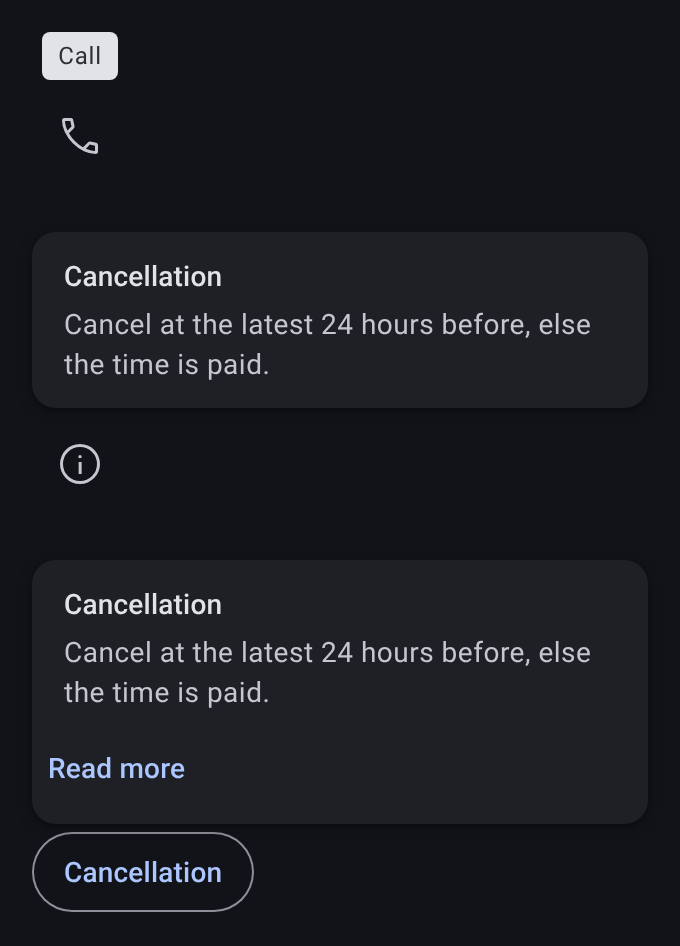 Call
Cancellation
Cancel at the latest 24 hours before, else
the time is paid.
Cancellation
Cancel at the latest 24 hours before, else
the time is paid.
Read more
Cancellation